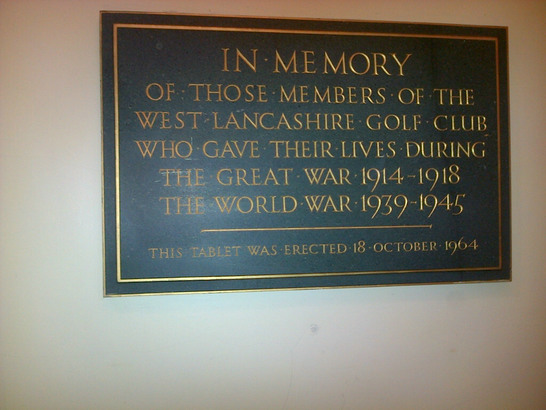 IN·MEMORY
OF·THOSE·MEMBERS·OF·THE
WEST·LANCASHIRE·GOLF·CLUB
WHO·GAVE·THEIR·LIVES·DURING
THE·GREAT·WAR·1914-1918
THE·WORLD·WAR·1939-1945
THIS·TABLET·WAS·ERECTED·18·OCTOBER·1964